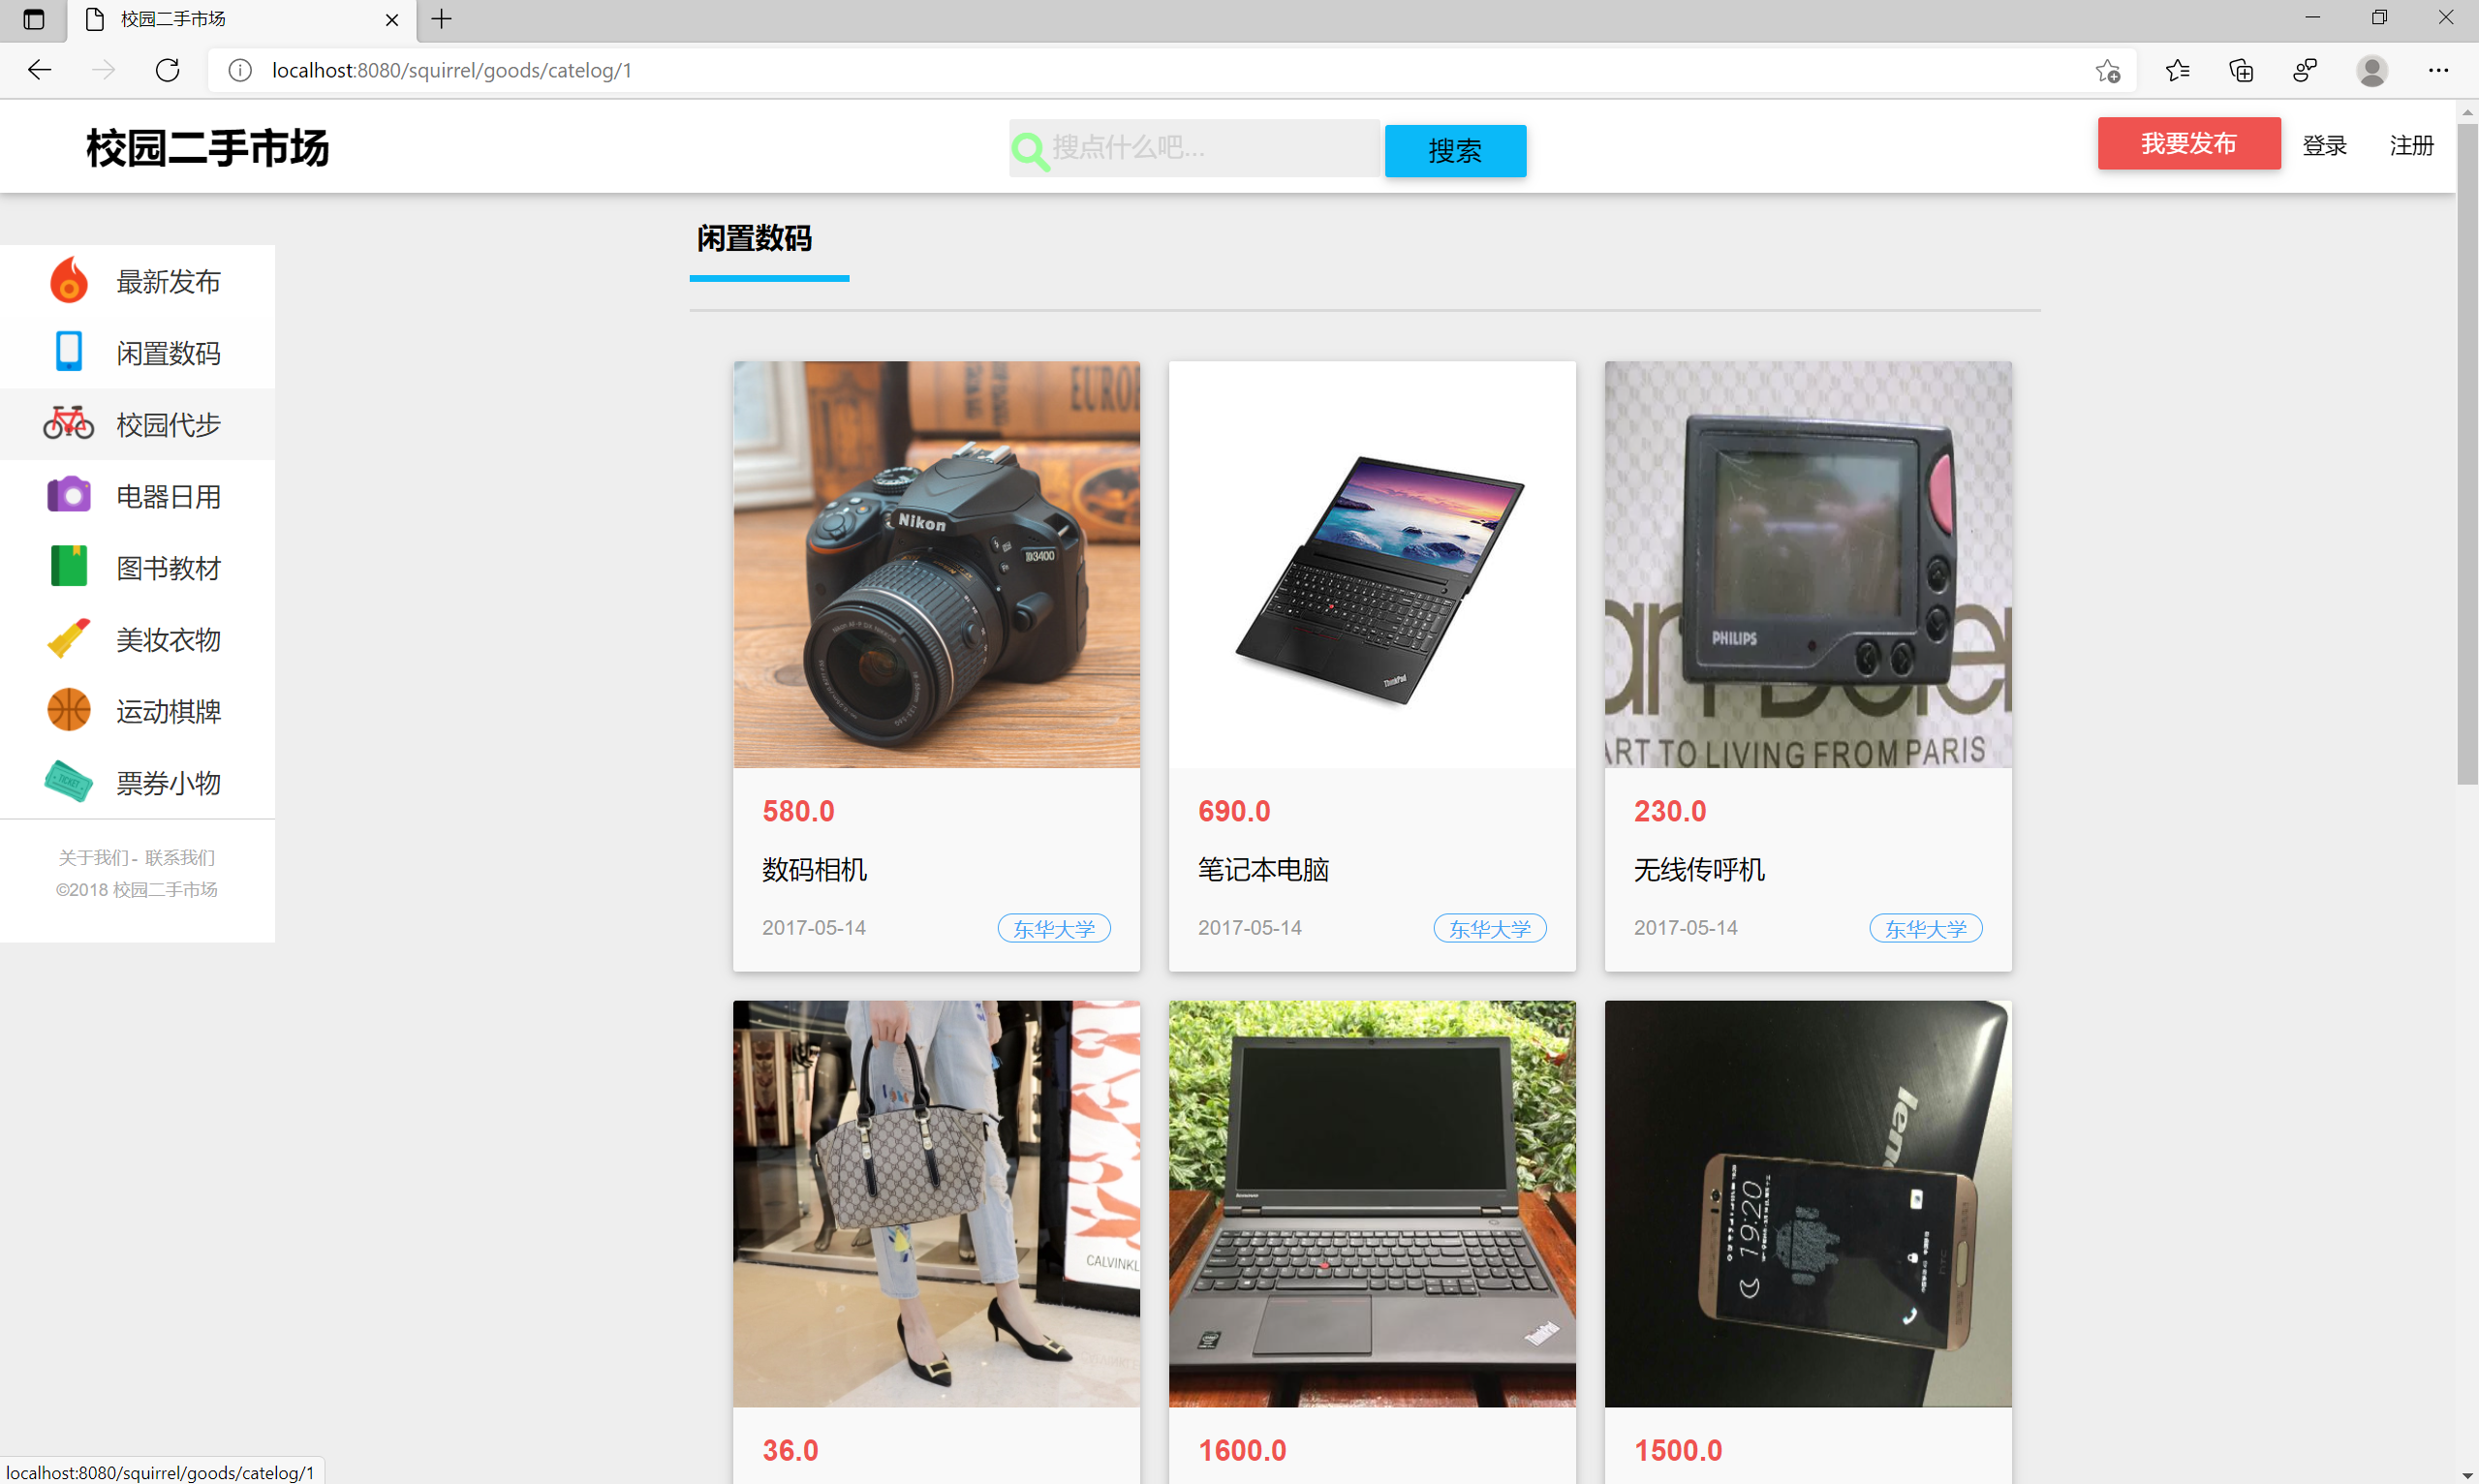 校园二手市场
localhost:8080/squirrel/goods/catelog/1
校园二手市场
搜点什么吧...
搜索
我要发布
登录
注册
闲置数码
最新发布
闲置数码
校园代步
电器日用
图书教材
美妆衣物
运动棋牌
TICKET
票券小物
关于我们 - 联系我们
©2018 校园二手市场
Nikon
D3400
ThinkPad
PHILIPS
ART TO LIVING FROM PARIS
580.0
数码相机
2017-05-14
东华大学
690.0
笔记本电脑
2017-05-14
东华大学
230.0
无线传呼机
2017-05-14
东华大学
CALVINKL
ThinkPad
lenc
19:20
36.0
1600.0
1500.0
localhost:8080/squirrel/goods/catelog/1